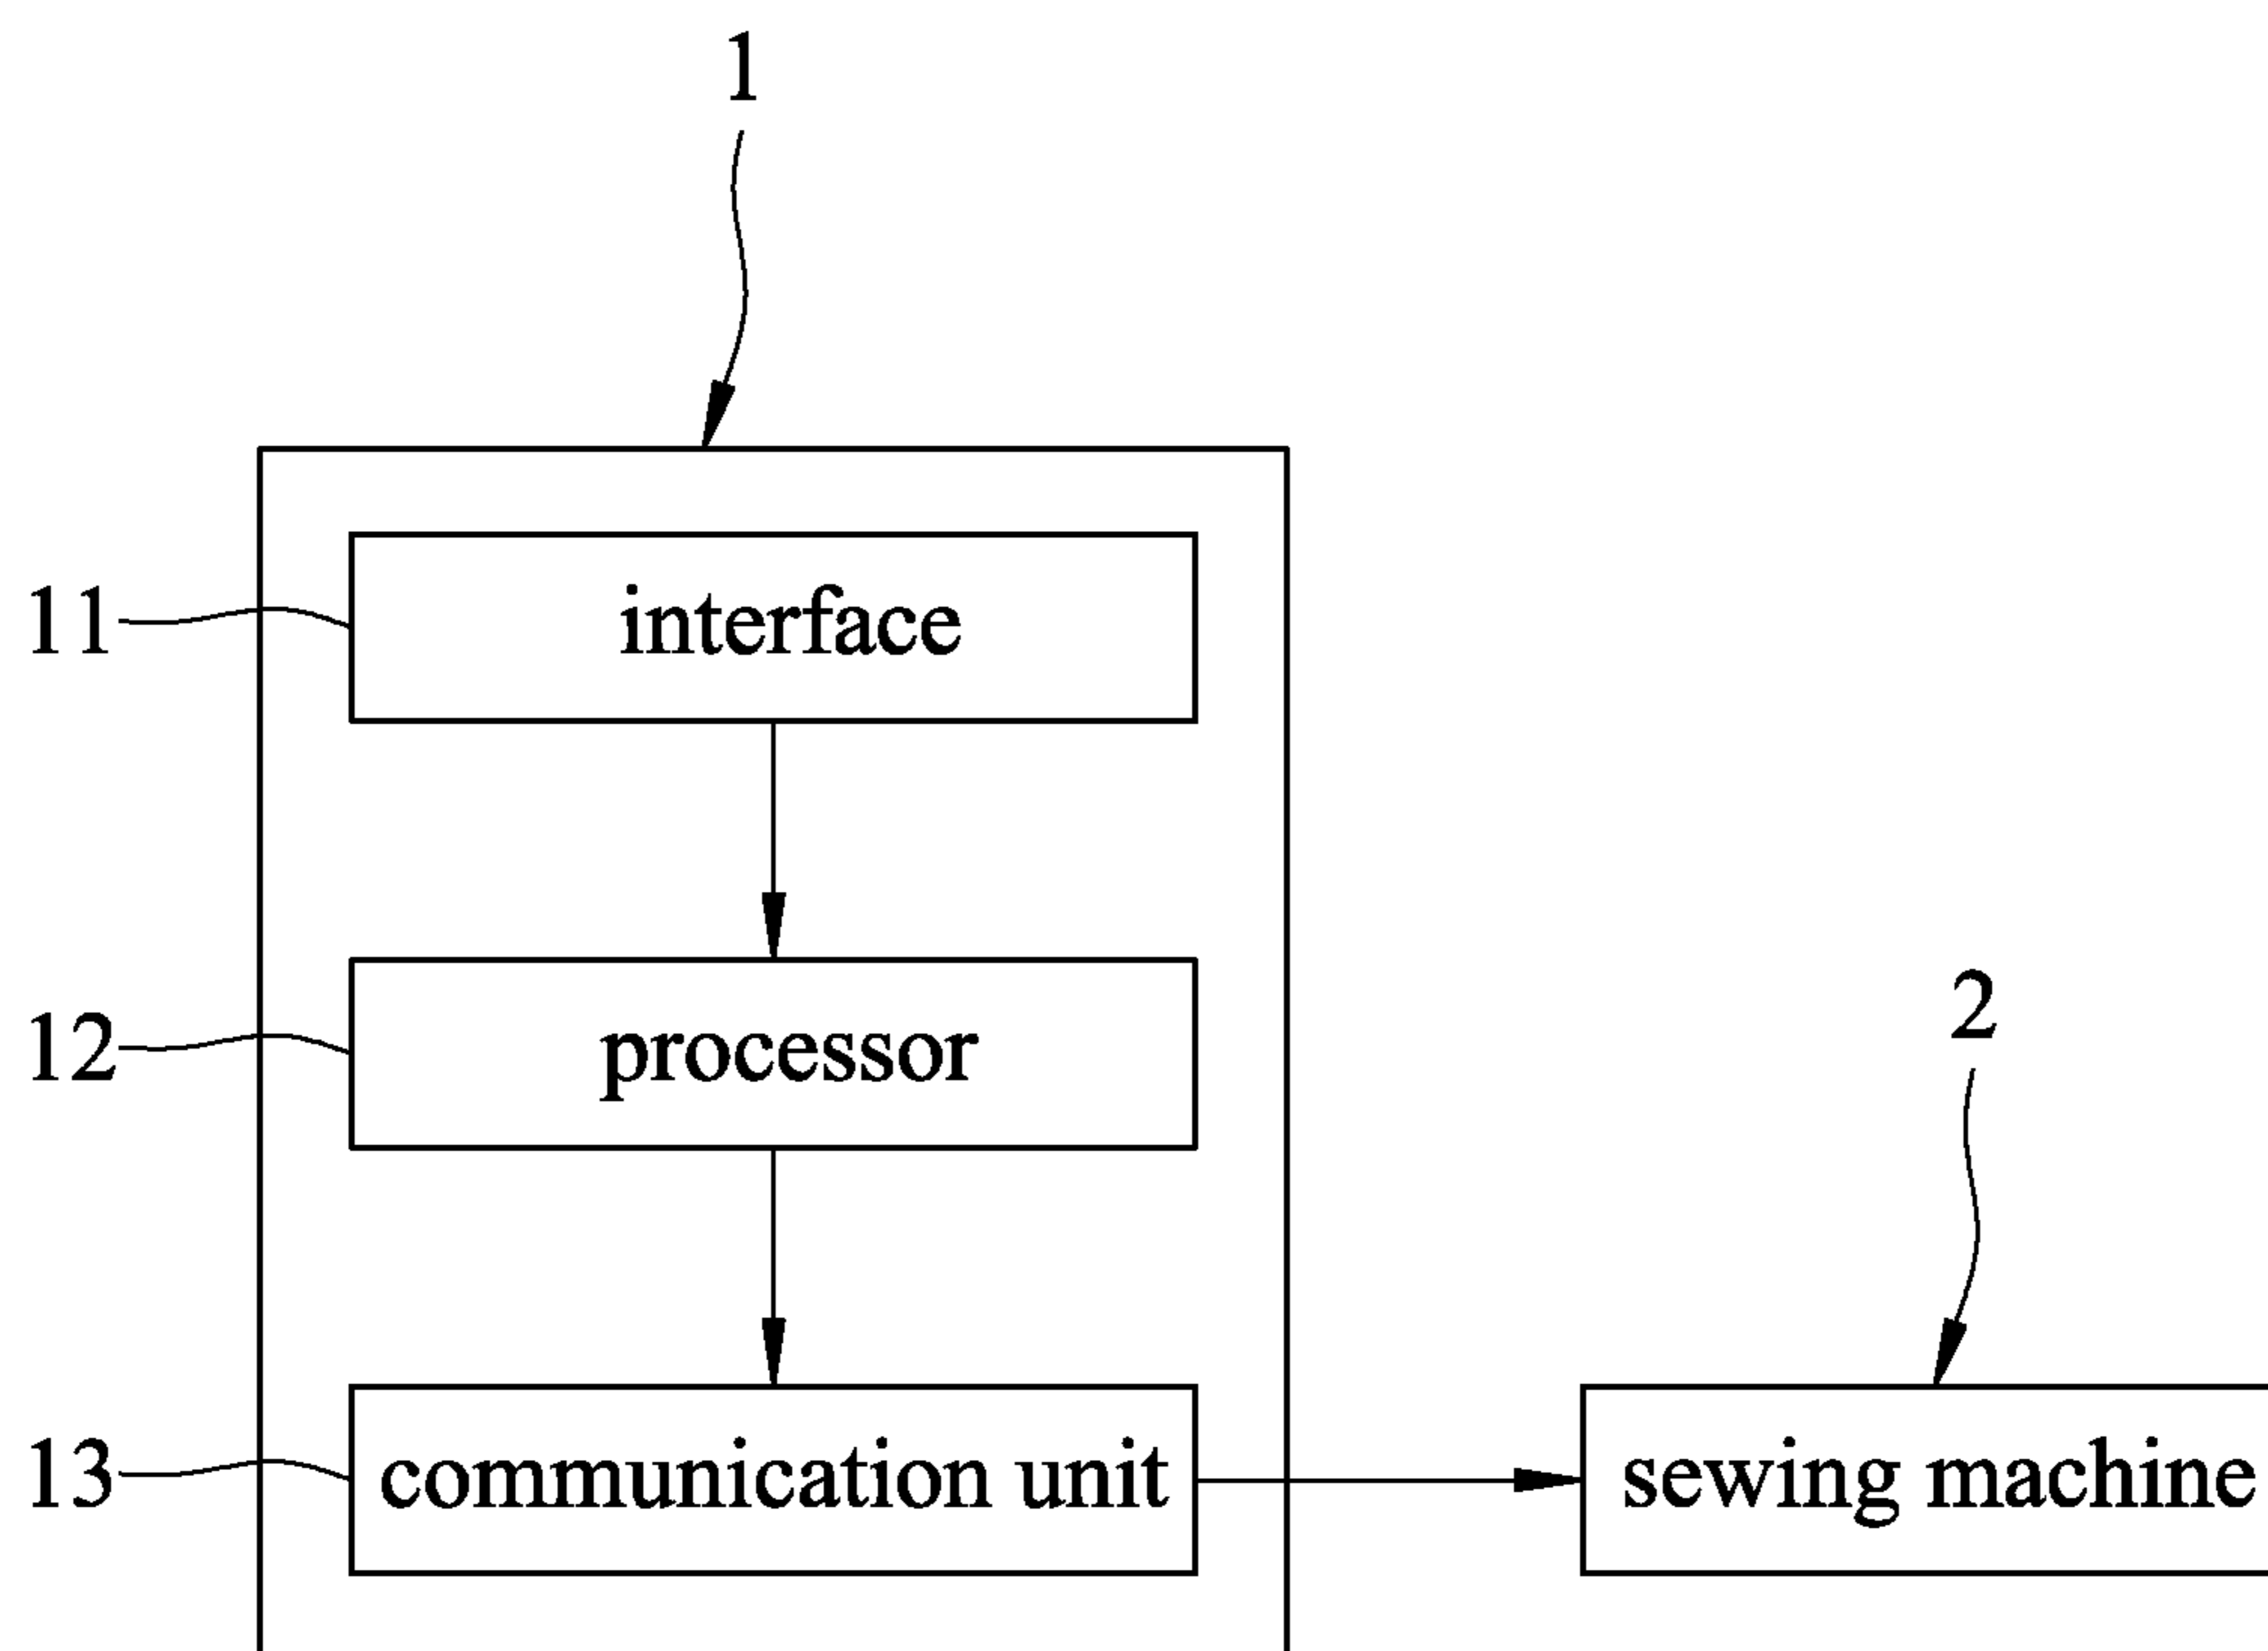 1
11
interface
12
processor
2
13
communication unit
sewing machine